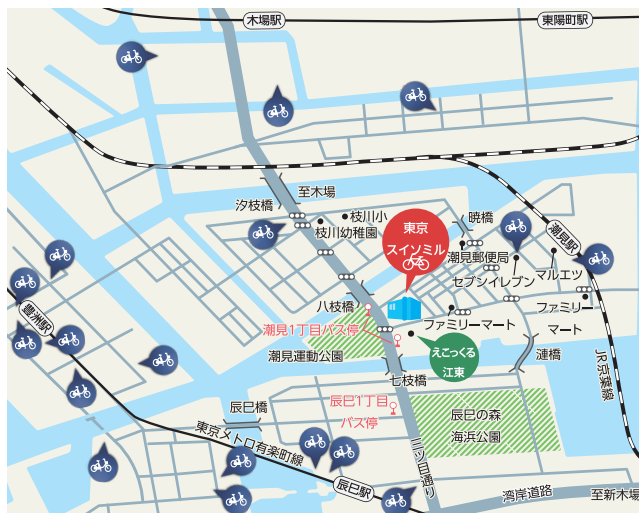 木場駅
東陽町駅
至木場
汐枝橋
枝川小
枝川幼稚園
東京
スイソミル
暁橋
潮見郵便局
潮見駅
セブンイレブン
マルエツ
八枝橋
ファミリーマート
ファミリー
マート
潮見1丁目バス停
潮見運動公園
えこっくる
江東
漣橋
JR京葉線
豊洲駅
七枝橋
辰巳1丁目
バス停
辰巳橋
辰巳の森
海浜公園
東京メトロ有楽町線
三ツ目通り
辰巳駅
湾岸道路
至新木場